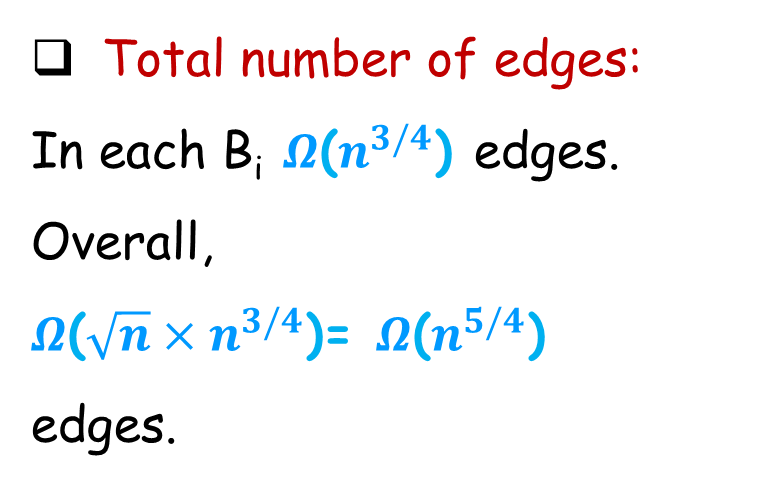 ❑ Total number of edges:
In each Bᵢ Ω(n^{3/4}) edges.
Overall,
Ω(√n × n^{3/4})= Ω(n^{5/4})
edges.